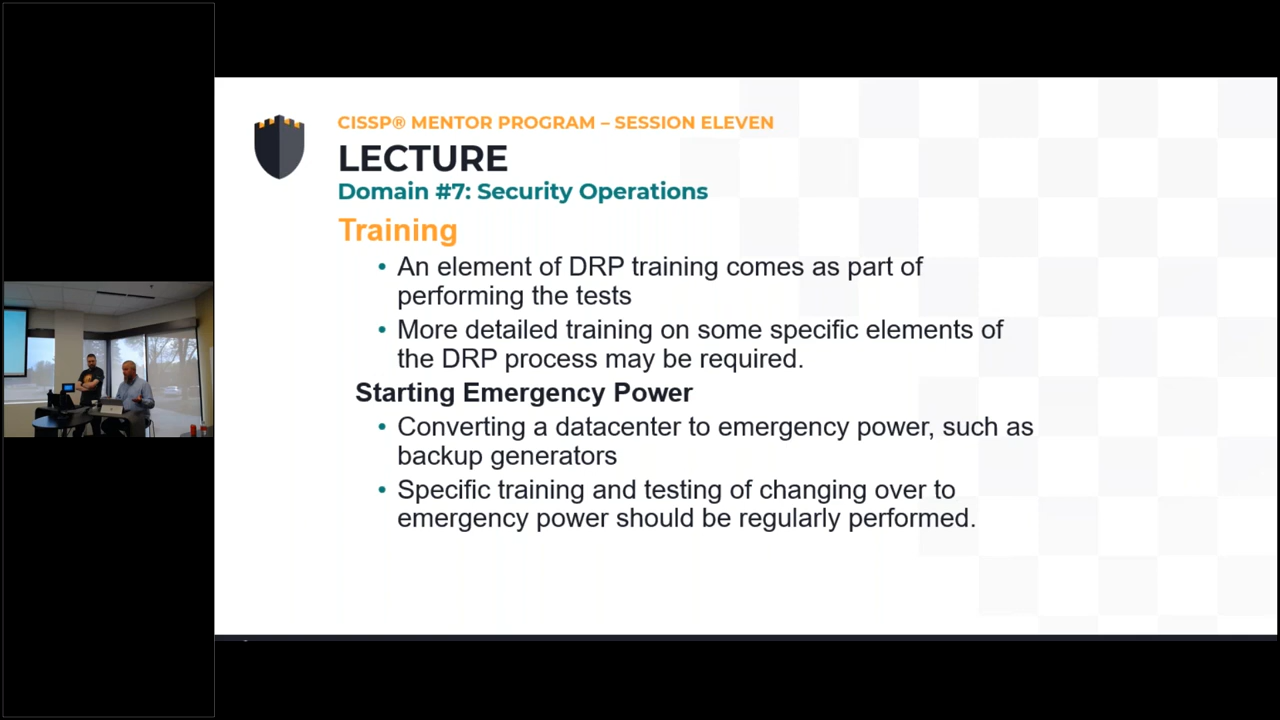 CISSP® MENTOR PROGRAM – SESSION ELEVEN
LECTURE
Domain #7: Security Operations
Training
• An element of DRP training comes as part of
performing the tests
• More detailed training on some specific elements of
the DRP process may be required.
Starting Emergency Power
• Converting a datacenter to emergency power, such as
backup generators
• Specific training and testing of changing over to
emergency power should be regularly performed.